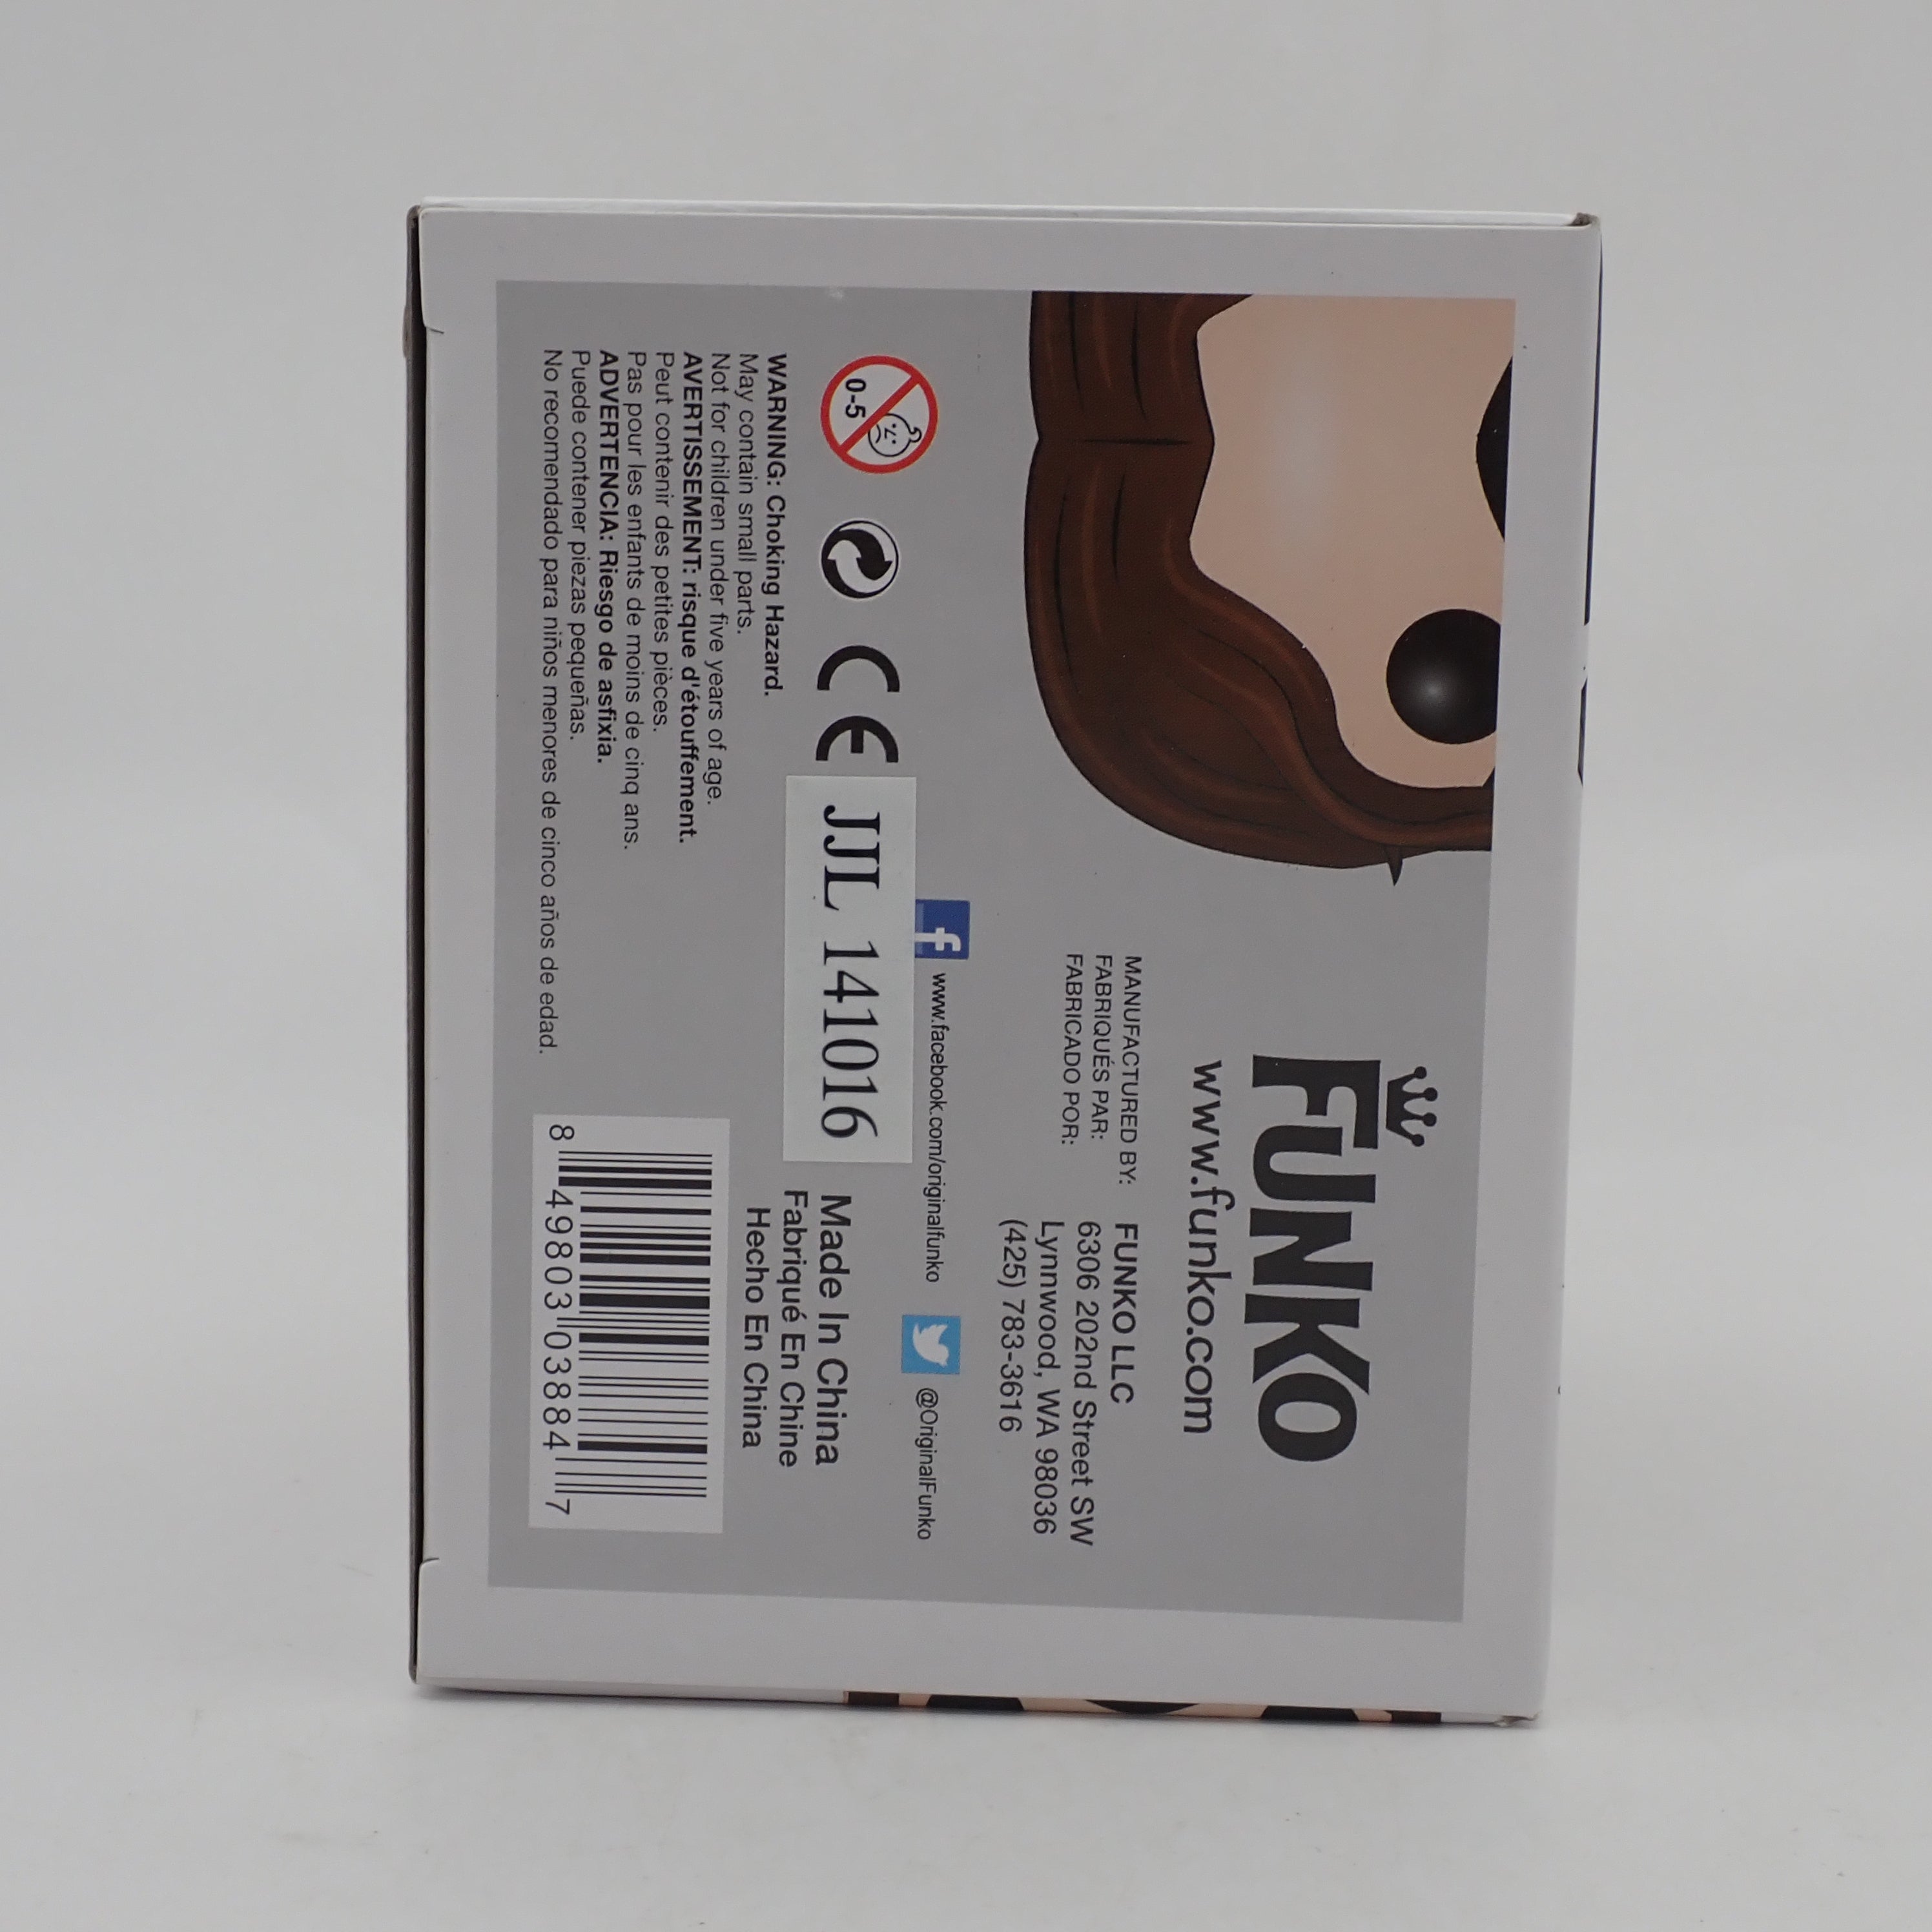 FUNKO
www.funko.com
MANUFACTURED BY:
FABRIQUÉS PAR:
FABRICADO POR:
FUNKO LLC
6306 202nd Street SW
Lynnwood, WA 98036
(425) 783-3616
f
www.facebook.com/originalfunko
@OriginalFunko
0-5
CE
JJL 141016
Made In China
Fabriqué En Chine
Hecho En China
WARNING: Choking Hazard.
May contain small parts.
Not for children under five years of age.
AVERTISSEMENT: risque d'étouffement.
Peut contenir des petites pièces.
Pas pour les enfants de moins de cinq ans.
ADVERTENCIA: Riesgo de asfixia.
Puede contener piezas pequeñas.
No recomendado para niños menores de cinco años de edad.
8 49803 03884 7